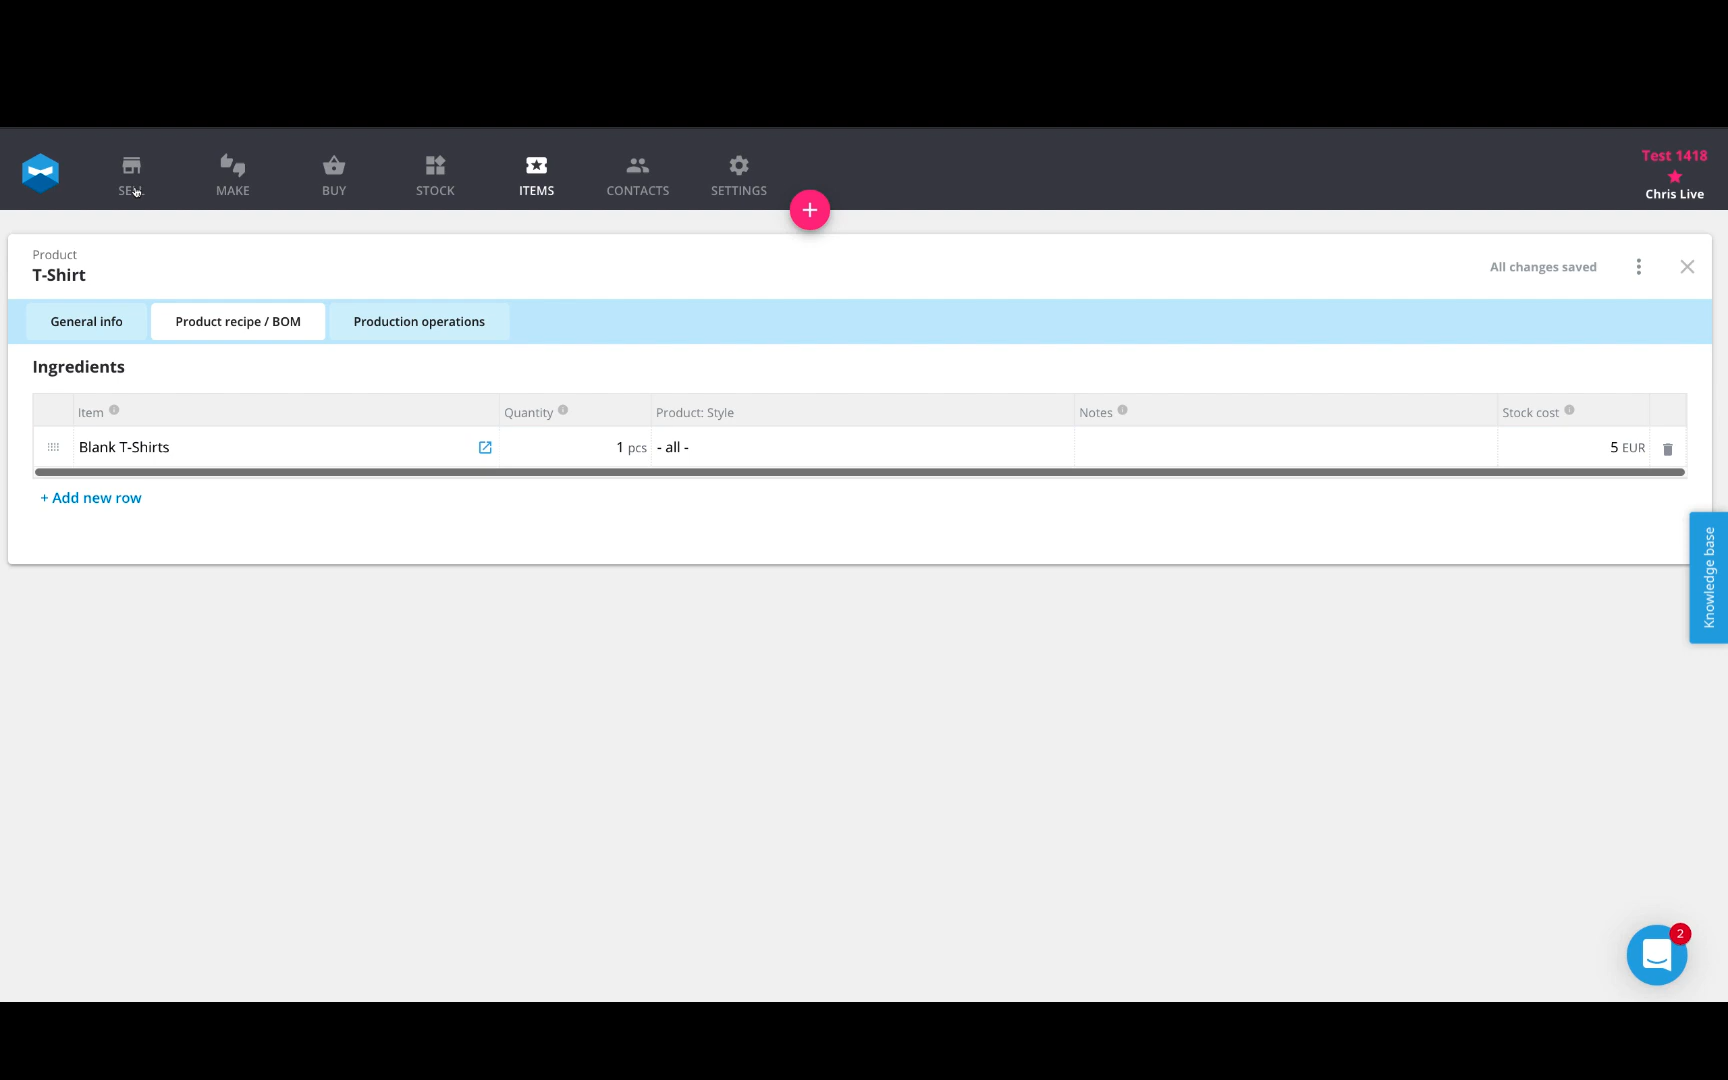 SELL MAKE BUY STOCK ITEMS CONTACTS SETTINGS
+
Test 1418
Chris Live
Product
T-Shirt
All changes saved
General info Product recipe / BOM Production operations
Ingredients
Item Quantity Product: Style Notes Stock cost
Blank T-Shirts 1 pcs - all - 5 EUR
+ Add new row
Knowledge base
2